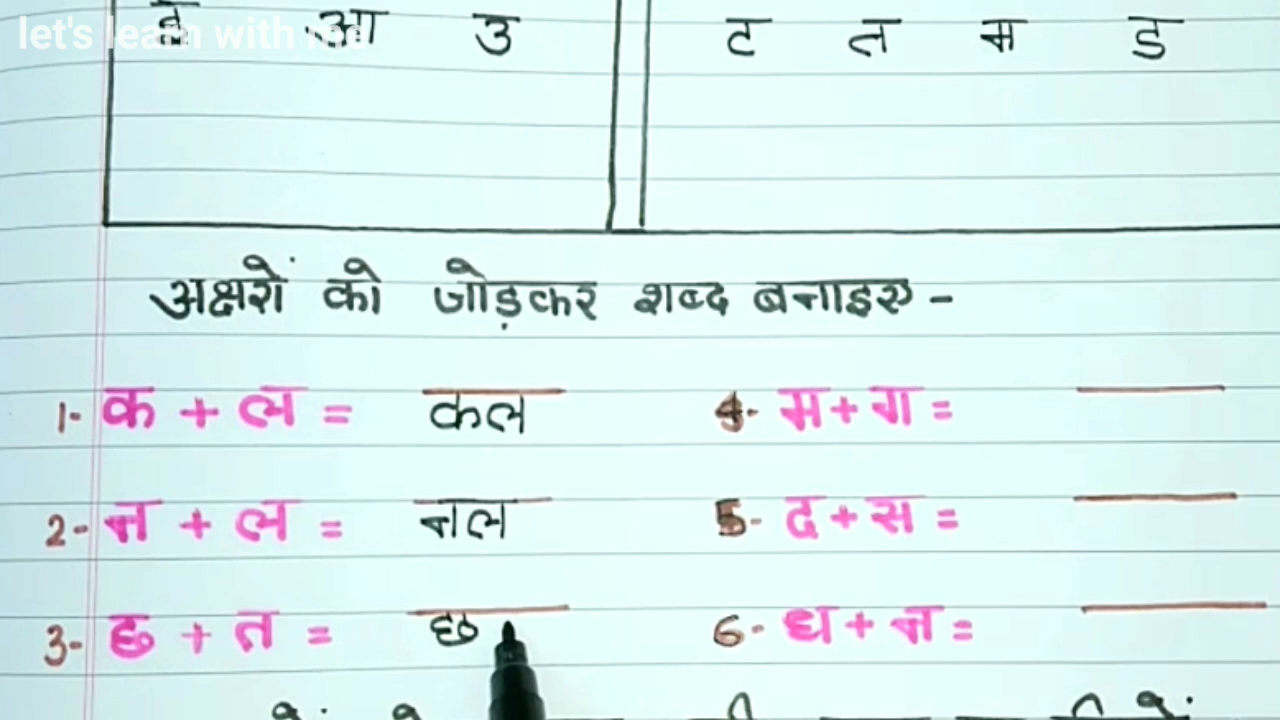 let's learn with me
आ उ ट त म ड
अक्षरों को जोड़कर शब्द बनाइए -
1- क + ल = कल 4- म + ग =
2- न + ल = नल 5- द + स =
3- छ + त = छ 6- ध + न =